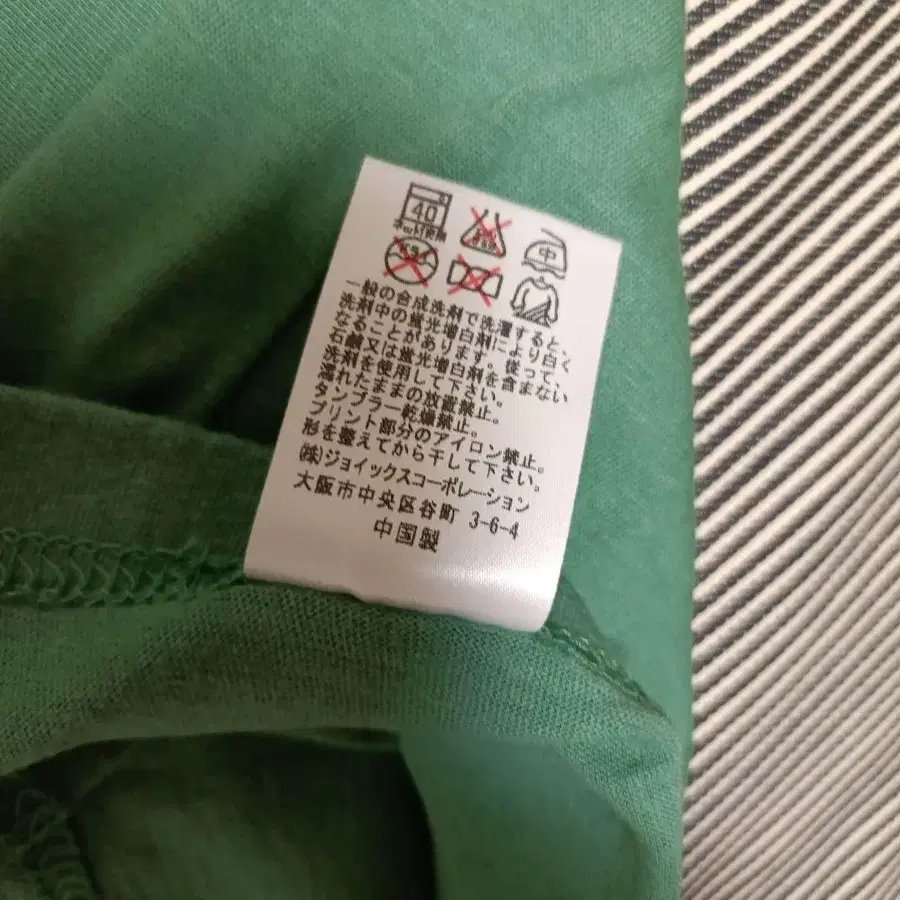 40
ネット使用
中
一般の合成洗剤で洗濯すると、
洗剤中の蛍光増白剤により白く
なることがあります。従って、
石鹸又は蛍光増白剤を含まない
洗剤を使用して下さい。
濡れたままの放置禁止。
タンブラー乾燥禁止。
プリント部分のアイロン禁止。
形を整えてから干して下さい。
(株)ジョイックスコーポレーション
大阪市中央区谷町 3-6-4
中国製